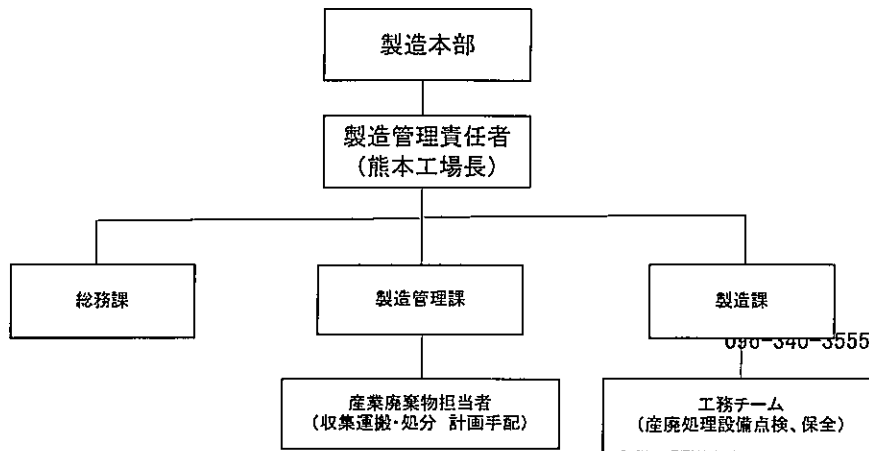 製造本部
製造管理責任者
(熊本工場長)
総務課
製造管理課
製造課
096-340-3555
産業廃棄物担当者
(収集運搬・処分 計画手配)
工務チーム
(産廃処理設備点検、保全)